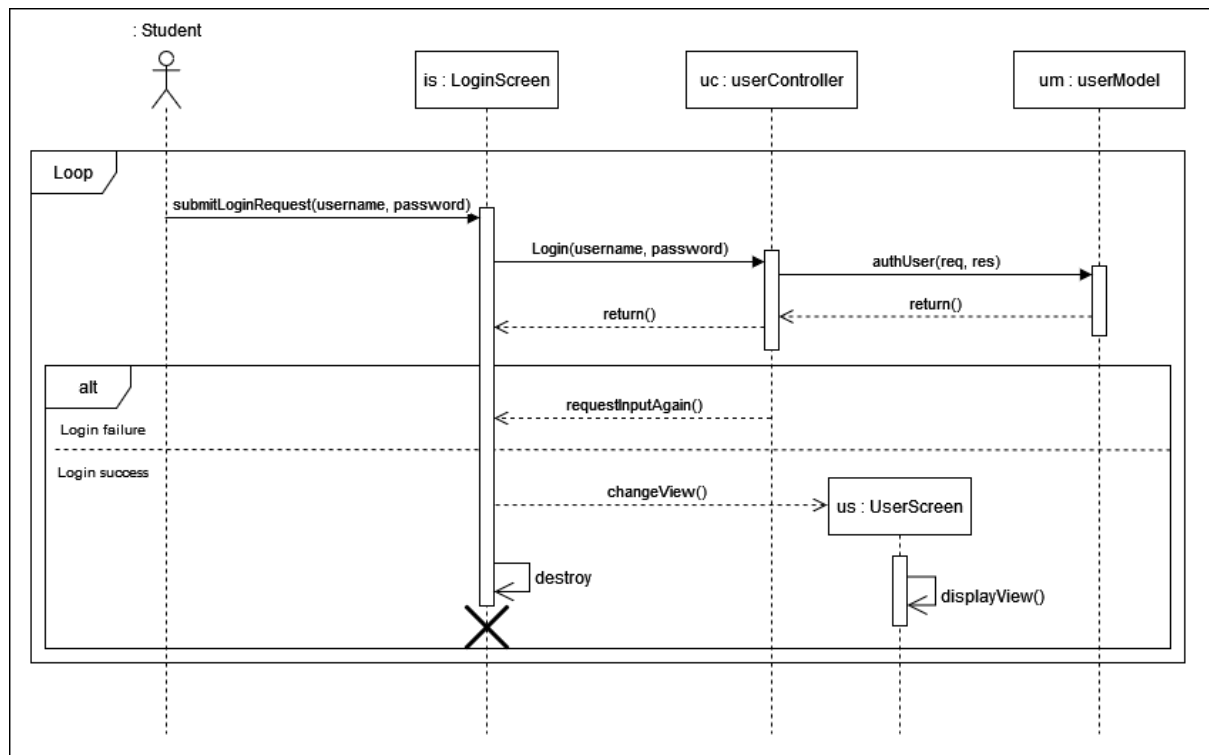 : Student
is : LoginScreen
uc : userController
um : userModel
Loop
submitLoginRequest(username, password)
Login(username, password)
authUser(req, res)
return()
return()
alt
requestInputAgain()
Login failure
Login success
changeView()
us : UserScreen
destroy
displayView()